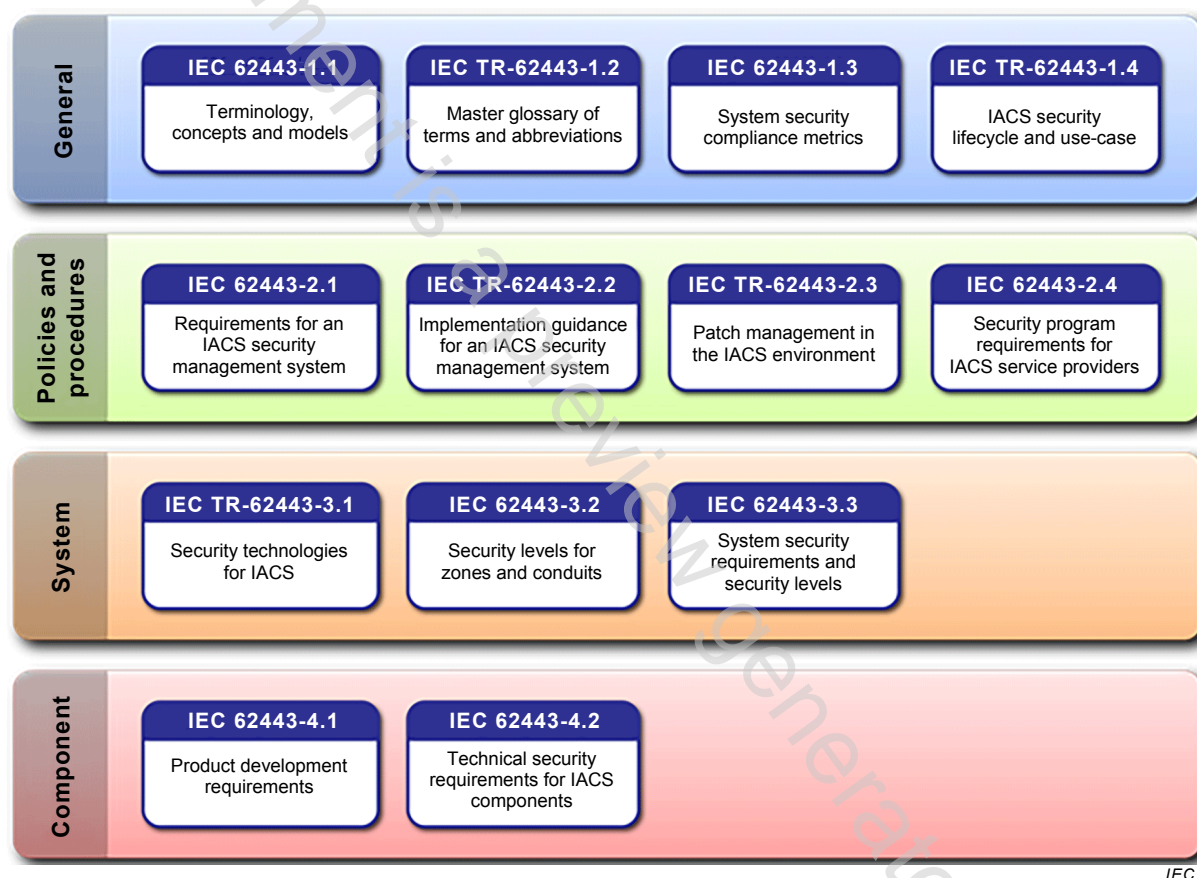 General
IEC 62443-1.1
Terminology,
concepts and models
IEC TR-62443-1.2
Master glossary of
terms and abbreviations
IEC 62443-1.3
System security
compliance metrics
IEC TR-62443-1.4
IACS security
lifecycle and use-case
Policies and
procedures
IEC 62443-2.1
Requirements for an
IACS security
management system
IEC TR-62443-2.2
Implementation guidance
for an IACS security
management system
IEC TR-62443-2.3
Patch management in
the IACS environment
IEC 62443-2.4
Security program
requirements for
IACS service providers
System
IEC TR-62443-3.1
Security technologies
for IACS
IEC 62443-3.2
Security levels for
zones and conduits
IEC 62443-3.3
System security
requirements and
security levels
Component
IEC 62443-4.1
Product development
requirements
IEC 62443-4.2
Technical security
requirements for IACS
components
IEC
is a preview